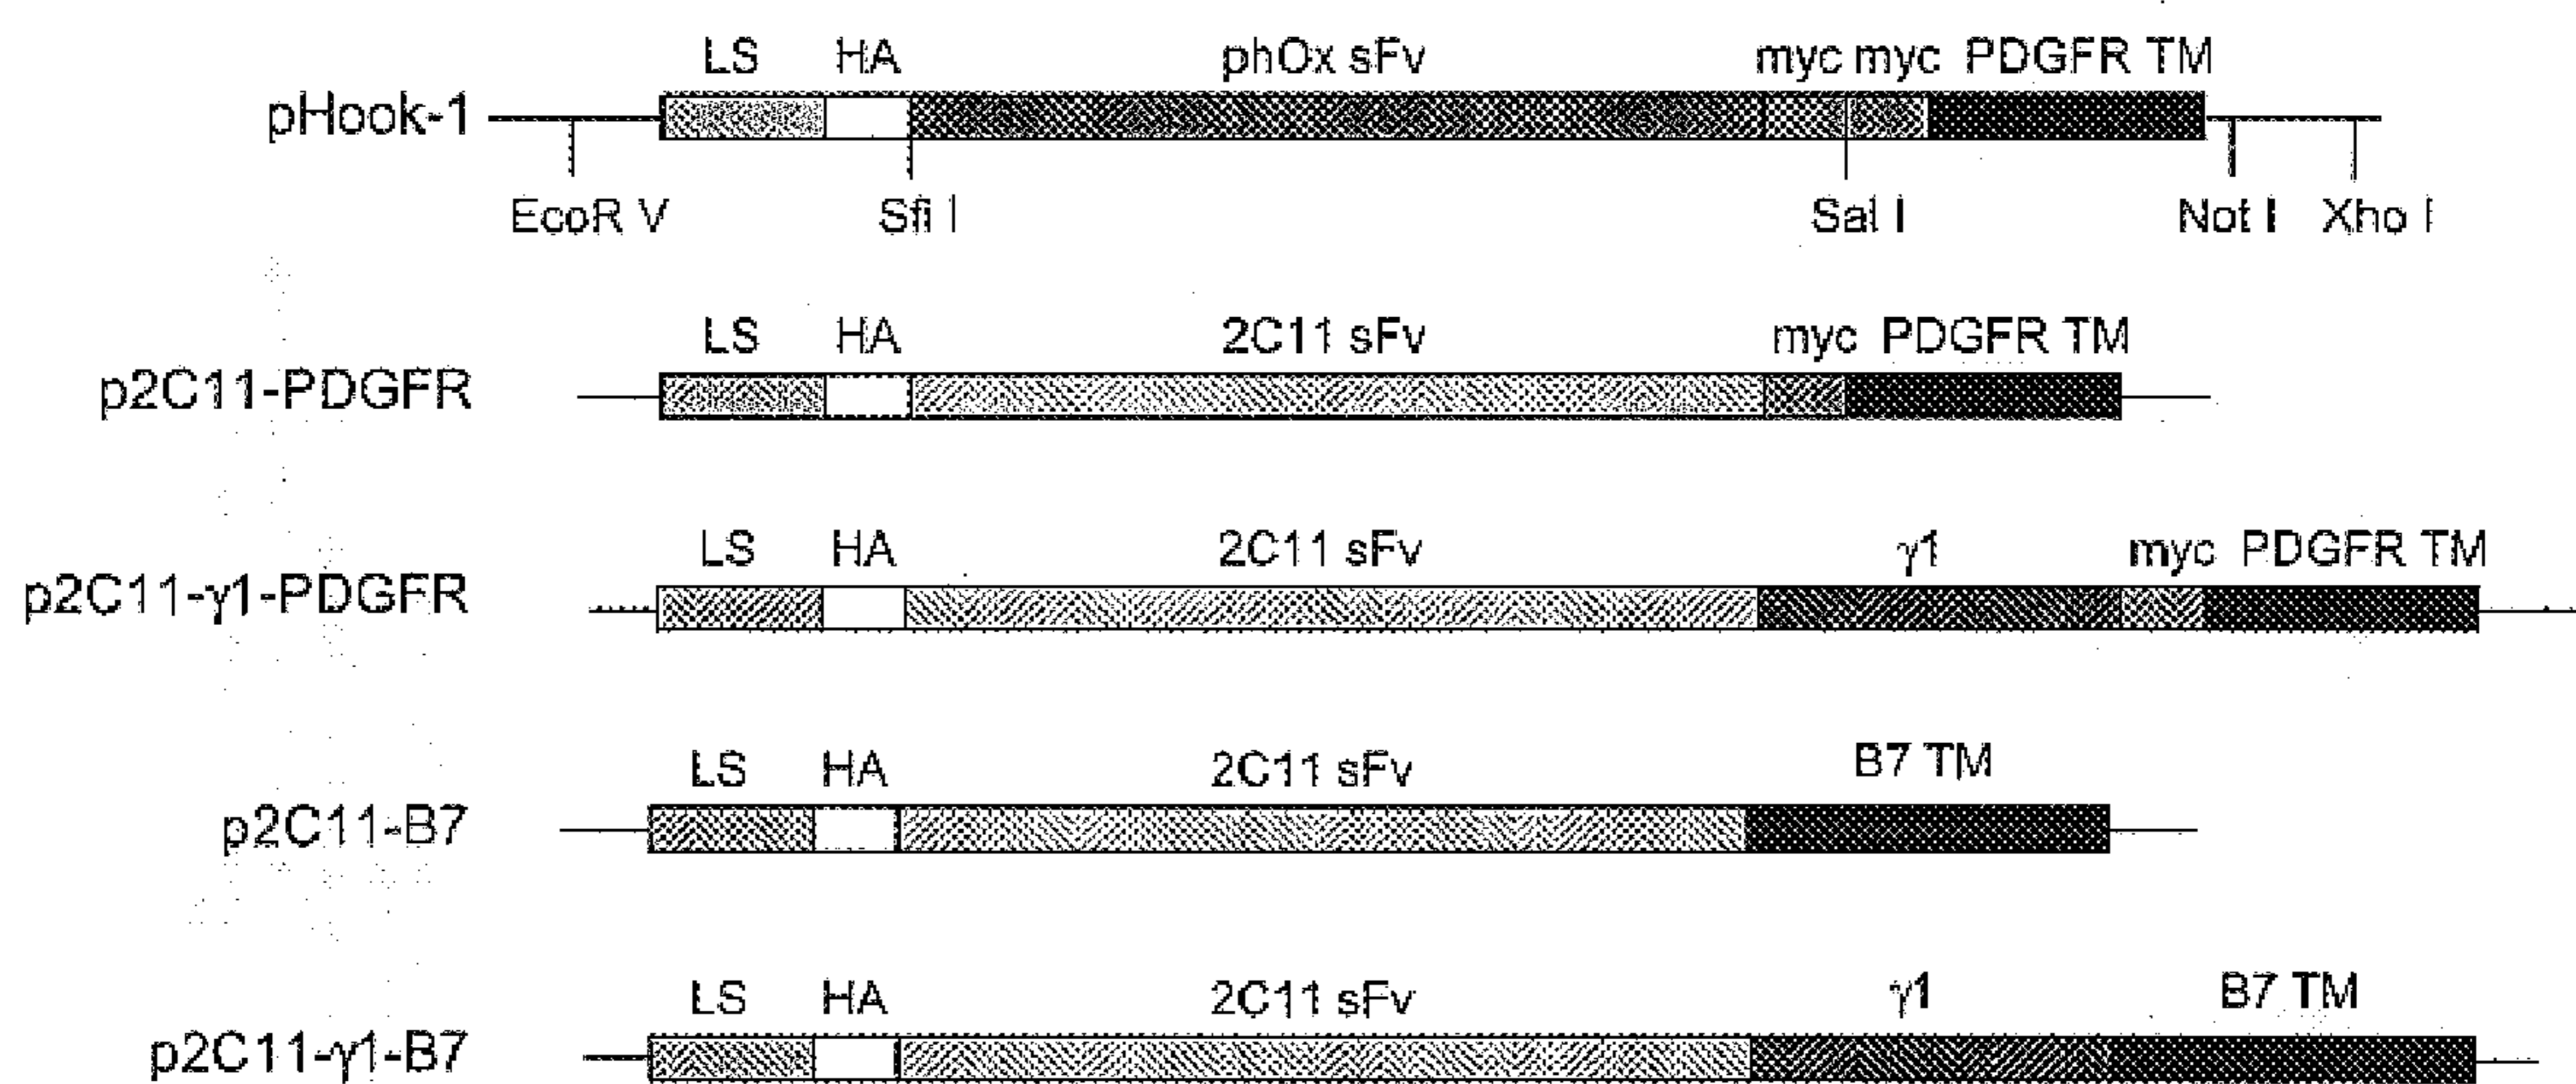 LS HA phOx sFv myc myc PDGFR TM
pHook-1
EcoR V Sfi I Sal I Not I Xho I
LS HA 2C11 sFv myc PDGFR TM
p2C11-PDGFR
LS HA 2C11 sFv γ1 myc PDGFR TM
p2C11-γ1-PDGFR
LS HA 2C11 sFv B7 TM
p2C11-B7
LS HA 2C11 sFv γ1 B7 TM
p2C11-γ1-B7